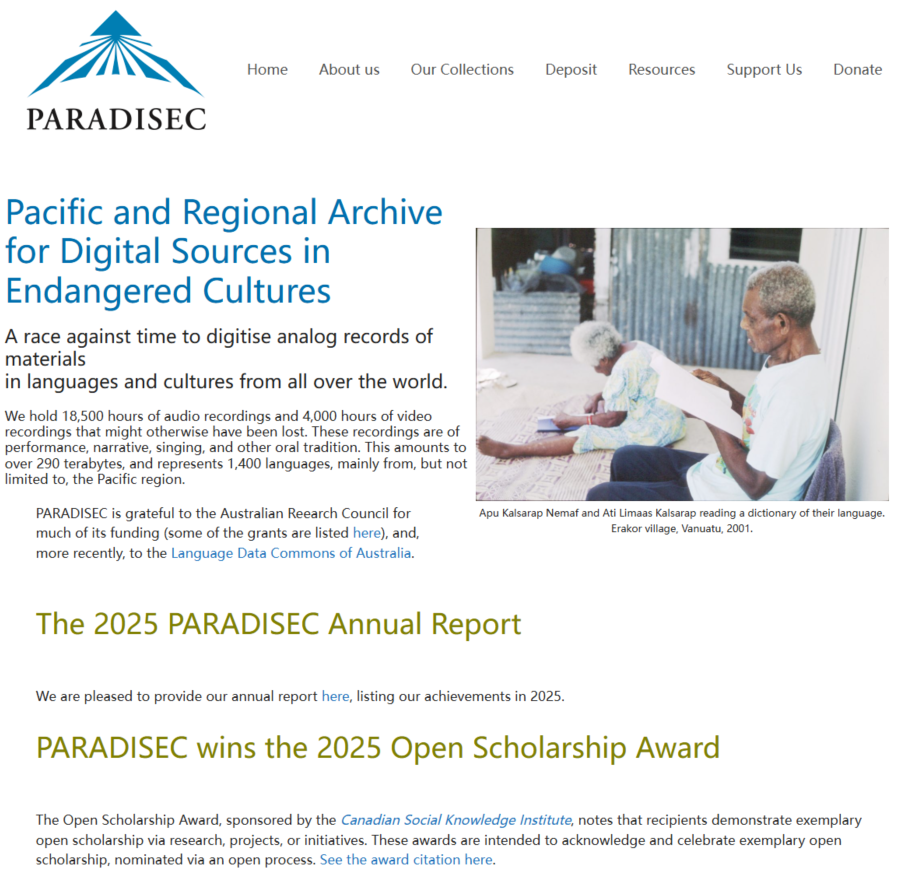 PARADISEC
Home About us Our Collections Deposit Resources Support Us Donate
Pacific and Regional Archive
for Digital Sources in
Endangered Cultures
A race against time to digitise analog records of
materials
in languages and cultures from all over the world.
We hold 18,500 hours of audio recordings and 4,000 hours of video
recordings that might otherwise have been lost. These recordings are of
performance, narrative, singing, and other oral tradition. This amounts to
over 290 terabytes, and represents 1,400 languages, mainly from, but not
limited to, the Pacific region.
PARADISEC is grateful to the Australian Reearch Council for
much of its funding (some of the grants are listed here), and,
more recently, to the Language Data Commons of Australia.
Apu Kalsarap Nemaf and Ati Limaas Kalsarap reading a dictionary of their language.
Erakor village, Vanuatu, 2001.
The 2025 PARADISEC Annual Report
We are pleased to provide our annual report here, listing our achievements in 2025.
PARADISEC wins the 2025 Open Scholarship Award
The Open Scholarship Award, sponsored by the Canadian Social Knowledge Institute, notes that recipients demonstrate exemplary
open scholarship via research, projects, or initiatives. These awards are intended to acknowledge and celebrate exemplary open
scholarship, nominated via an open process. See the award citation here.